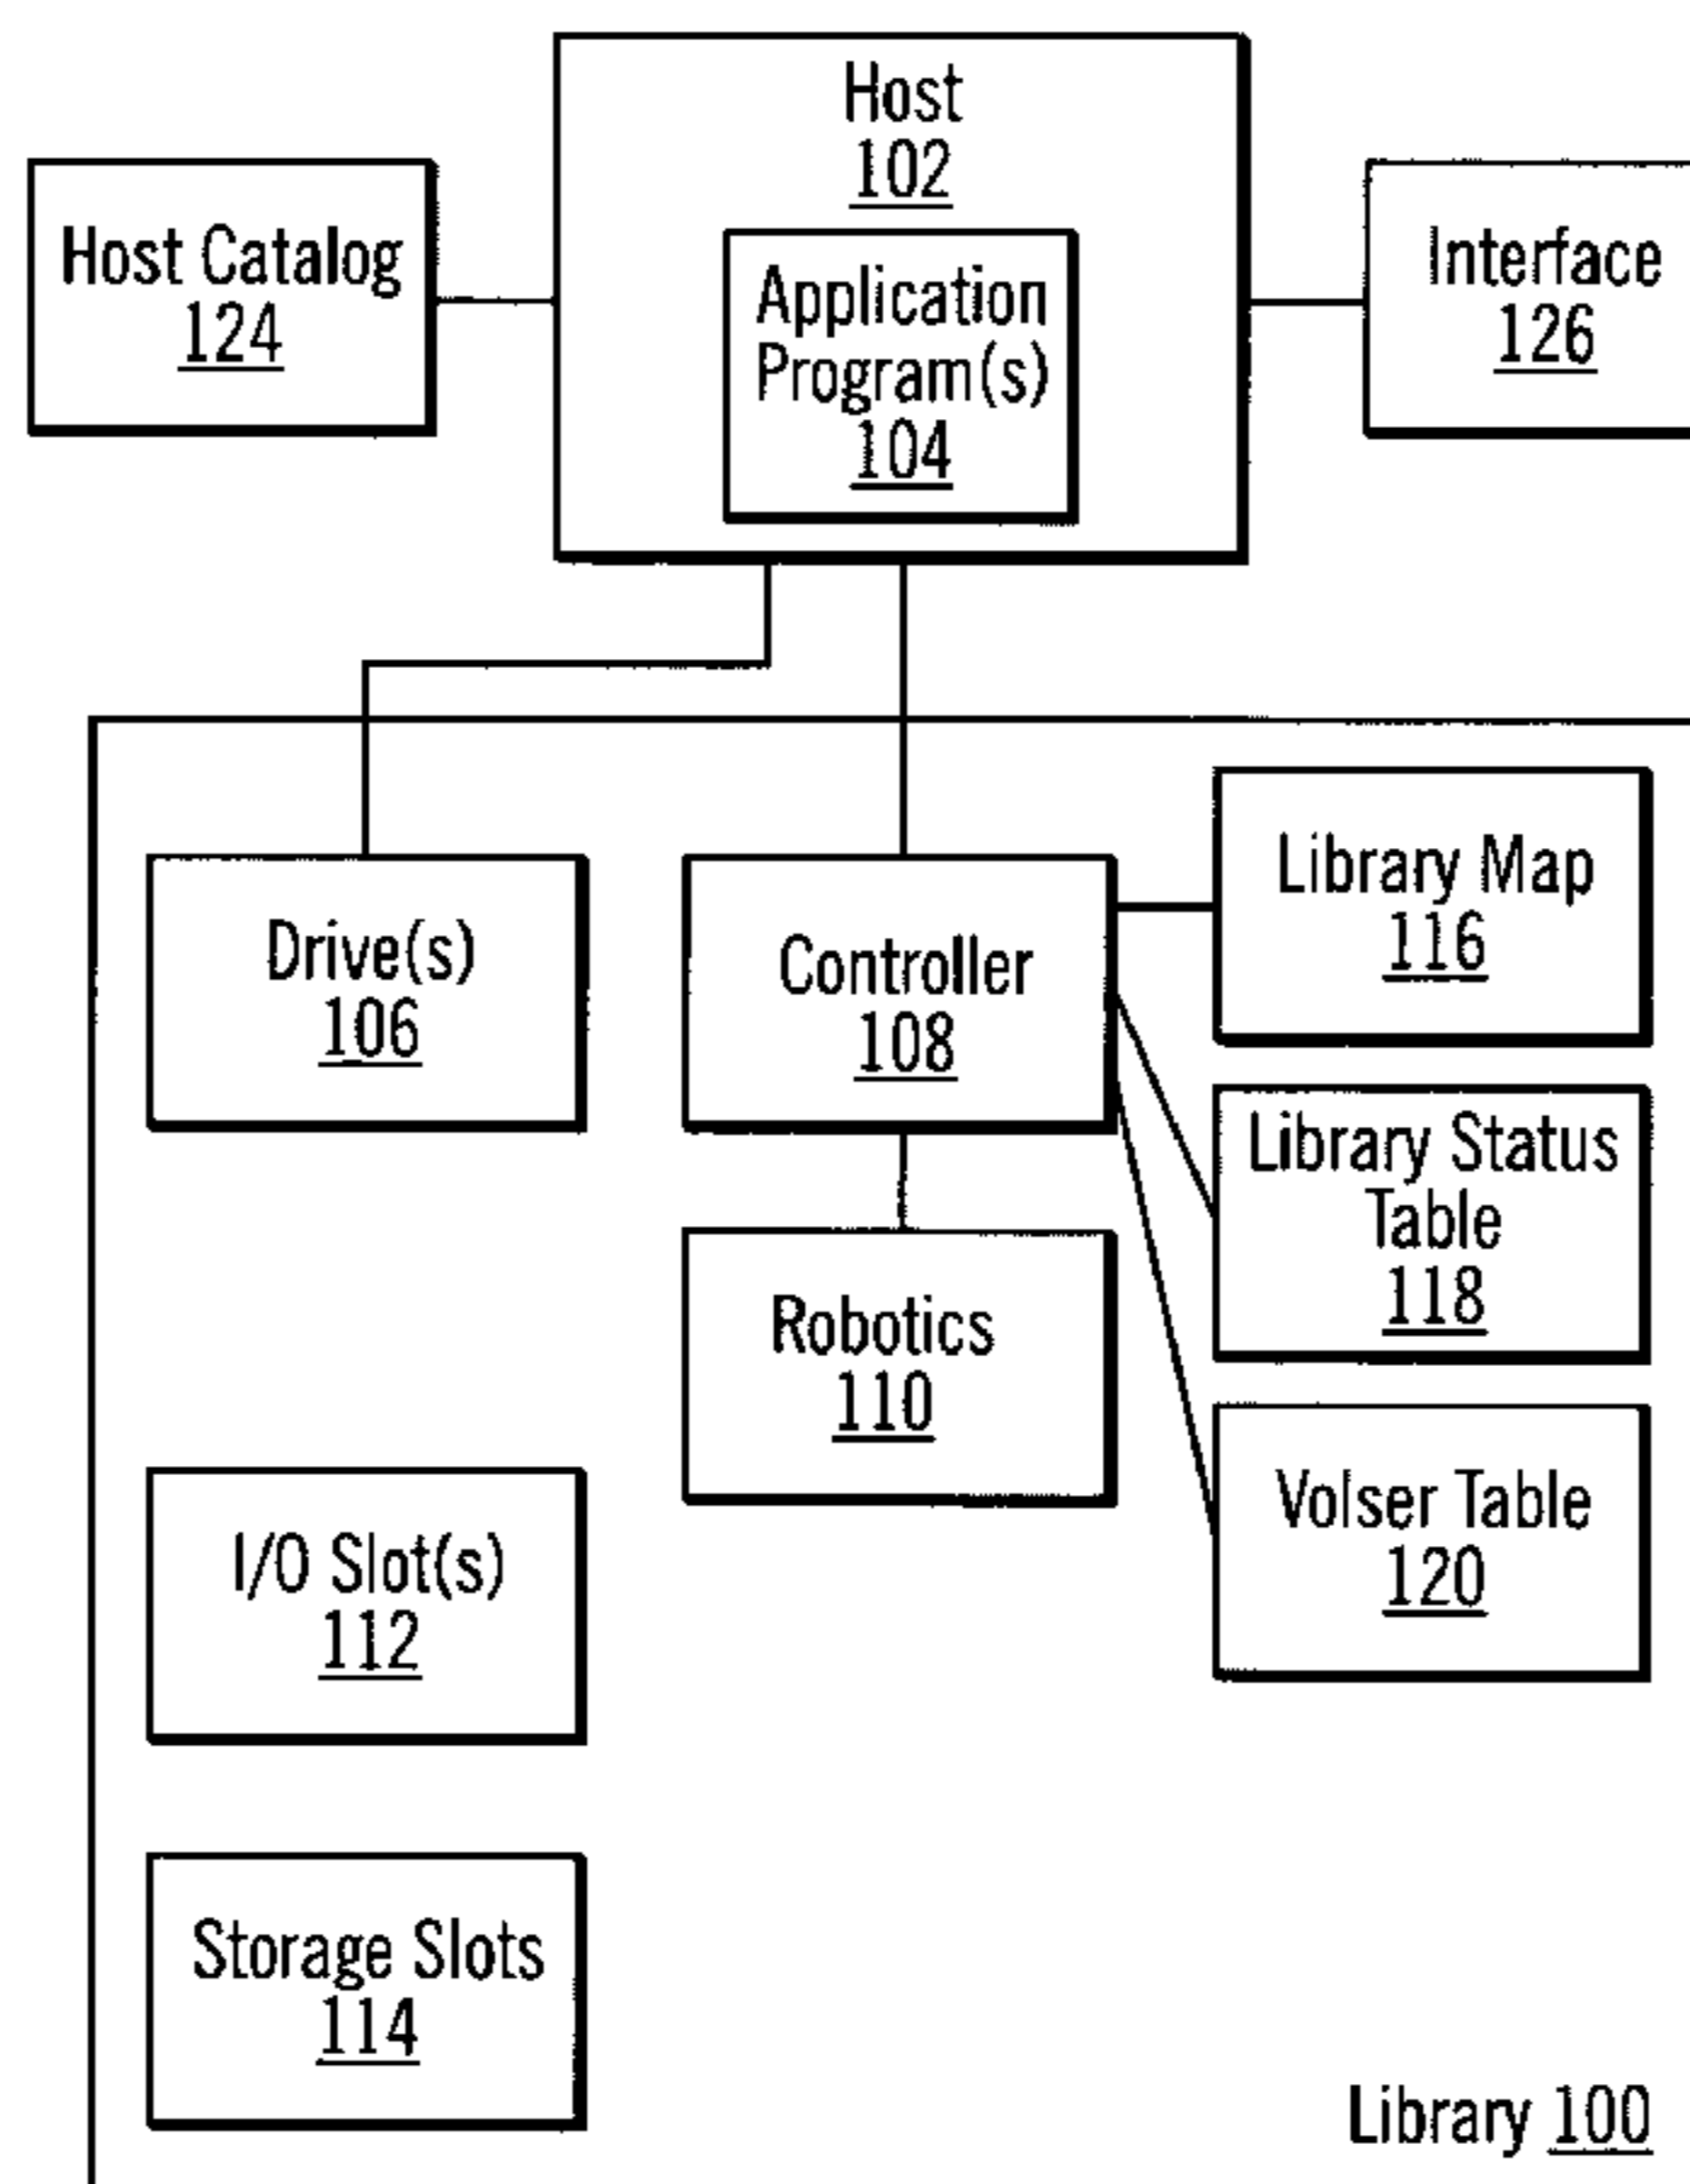 Host
102
Host Catalog
124
Application
Program(s)
104
Interface
126
Drive(s)
106
Controller
108
Library Map
116
Library Status
Table
118
Robotics
110
Volser Table
120
I/O Slot(s)
112
Storage Slots
114
Library 100